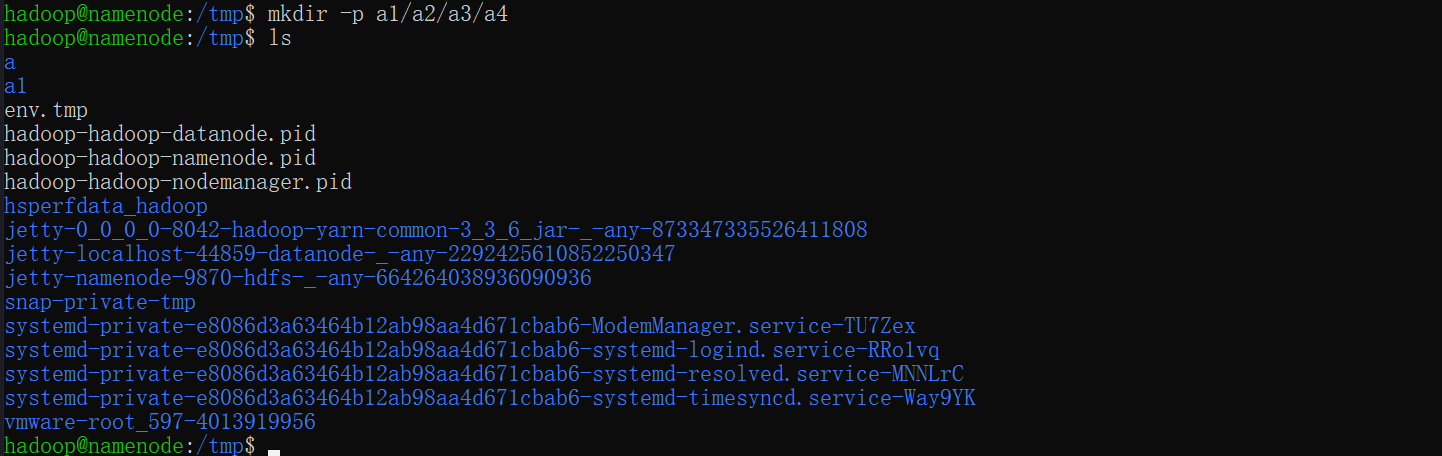 hadoop@namenode:/tmp$ mkdir -p a1/a2/a3/a4
hadoop@namenode:/tmp$ ls
a
a1
env.tmp
hadoop-hadoop-datanode.pid
hadoop-hadoop-namenode.pid
hadoop-hadoop-nodemanager.pid
hsperfdata_hadoop
jetty-0_0_0_0-8042-hadoop-yarn-common-3_3_6_jar-_-any-873347335526411808
jetty-localhost-44859-datanode-_-any-2292425610852250347
jetty-namenode-9870-hdfs-_-any-6642640389360909​36
snap-private-tmp
systemd-private-e8086d3a63464b12ab98aa4d671cbab6-ModemManager.service-TU7Zex
systemd-private-e8086d3a63464b12ab98aa4d671cbab6-systemd-logind.service-RRolvq
systemd-private-e8086d3a63464b12ab98aa4d671cbab6-systemd-resolved.service-MNNLrC
systemd-private-e8086d3a63464b12ab98aa4d671cbab6-systemd-timesyncd.service-Way9YK
vmware-root_597-4013919956
hadoop@namenode:/tmp$